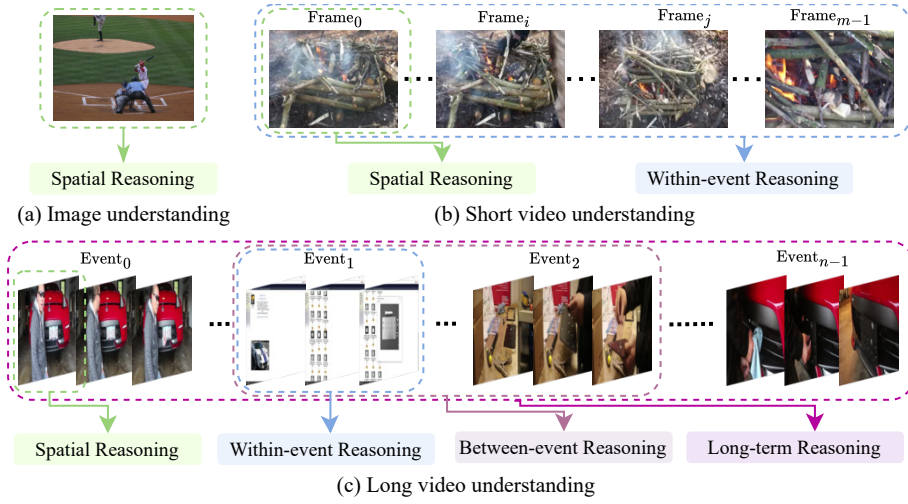 Frame₀ Frameᵢ Frameⱼ Frameₘ₋₁
Spatial Reasoning Spatial Reasoning Within-event Reasoning
(a) Image understanding (b) Short video understanding
Event₀ Event₁ Event₂ Eventₙ₋₁
Spatial Reasoning Within-event Reasoning Between-event Reasoning Long-term Reasoning
(c) Long video understanding